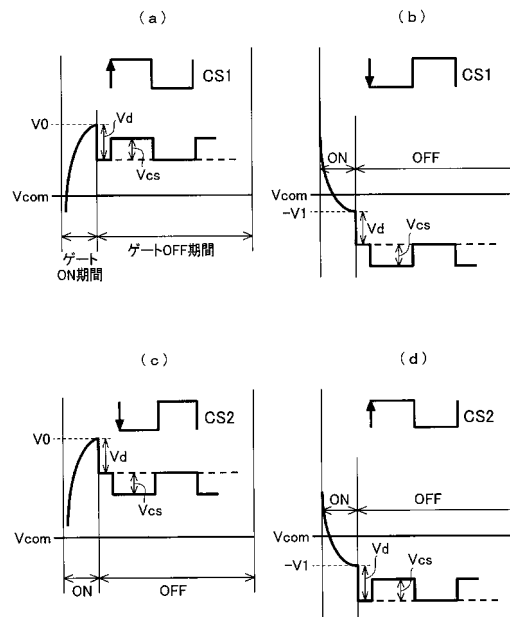 (a)
CS1
V0
Vd
Vcs
Vcom
ゲート
ON期間
ゲートOFF期間
(b)
CS1
ON
OFF
Vcom
-V1
Vd
Vcs
(c)
CS2
V0
Vd
Vcs
Vcom
ON
OFF
(d)
CS2
ON
OFF
Vcom
-V1
Vd
Vcs